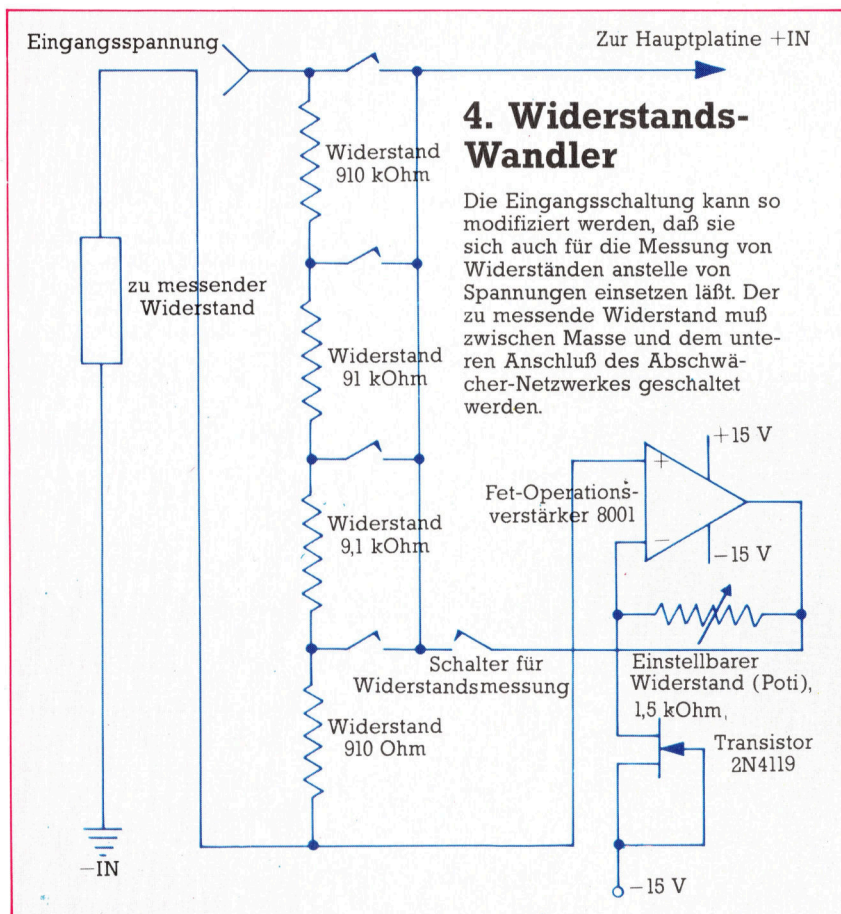 Eingangsspannung
Zur Hauptplatine +IN
4. Widerstands-
Wandler
Die Eingangsschaltung kann so
modifiziert werden, daß sie
sich auch für die Messung von
Widerständen anstelle von
Spannungen einsetzen läßt. Der
zu messende Widerstand muß
zwischen Masse und dem unte-
ren Anschluß des Abschwä-
cher-Netzwerkes geschaltet
werden.
Widerstand
910 kOhm
zu messender
Widerstand
Widerstand
91 kOhm
+15 V
+
Fet-Operations-
verstärker 8001
−
−15 V
Widerstand
9,1 kOhm
Schalter für
Widerstandsmessung
Einstellbarer
Widerstand (Poti),
1,5 kOhm,
Widerstand
910 Ohm
Transistor
2N4119
−IN
−15 V